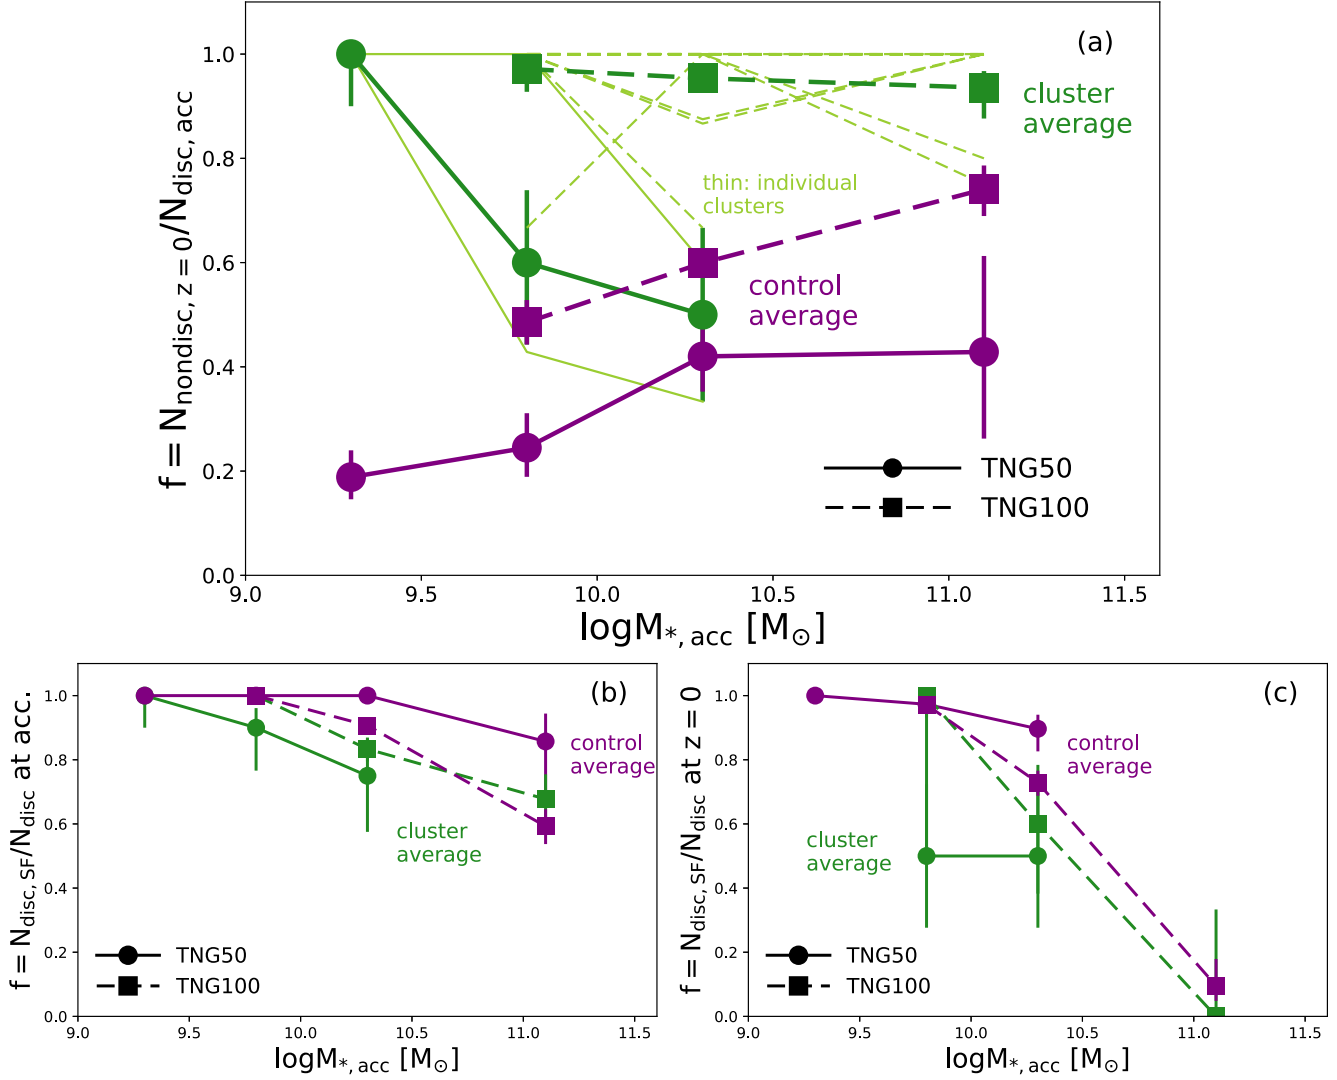 (a)
1.0
0.8
0.6
0.4
0.2
0.0
f = N_nondisc, z = 0/N_disc, acc
cluster
average
thin: individual
clusters
control
average
TNG50
TNG100
9.0 9.5 10.0 10.5 11.0 11.5
logM_*, acc [M_⊙]
(b)
1.0
0.8
0.6
0.4
0.2
0.0
f = N_disc, SF/N_disc at acc.
control
average
cluster
average
TNG50
TNG100
9.0 9.5 10.0 10.5 11.0 11.5
logM_*, acc [M_⊙]
(c)
1.0
0.8
0.6
0.4
0.2
0.0
f = N_disc, SF/N_disc at z = 0
control
average
cluster
average
TNG50
TNG100
9.0 9.5 10.0 10.5 11.0 11.5
logM_*, acc [M_⊙]